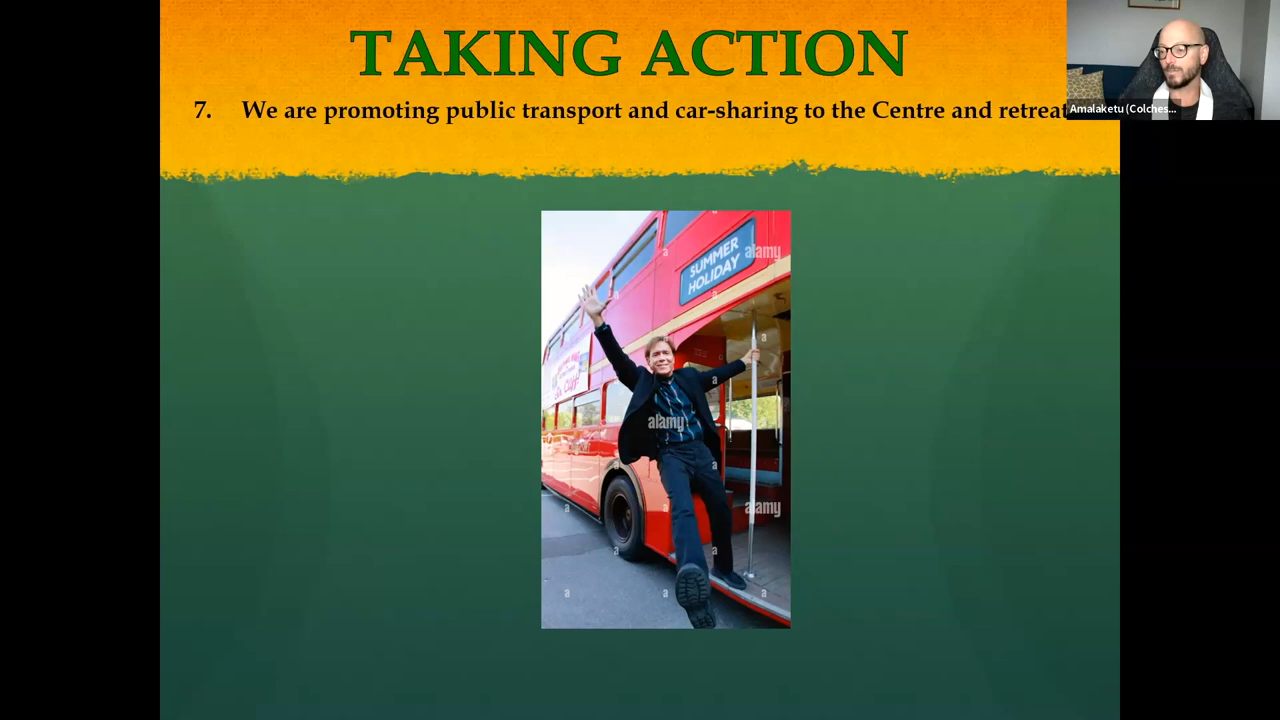 TAKING ACTION
7. We are promoting public transport and car-sharing to the Centre and retreat
Amalaketu (Colches...
SUMMER
HOLIDAY
alamy
alamy
alamy
a
a
a
a
a
a
a
a
a
a
a
a